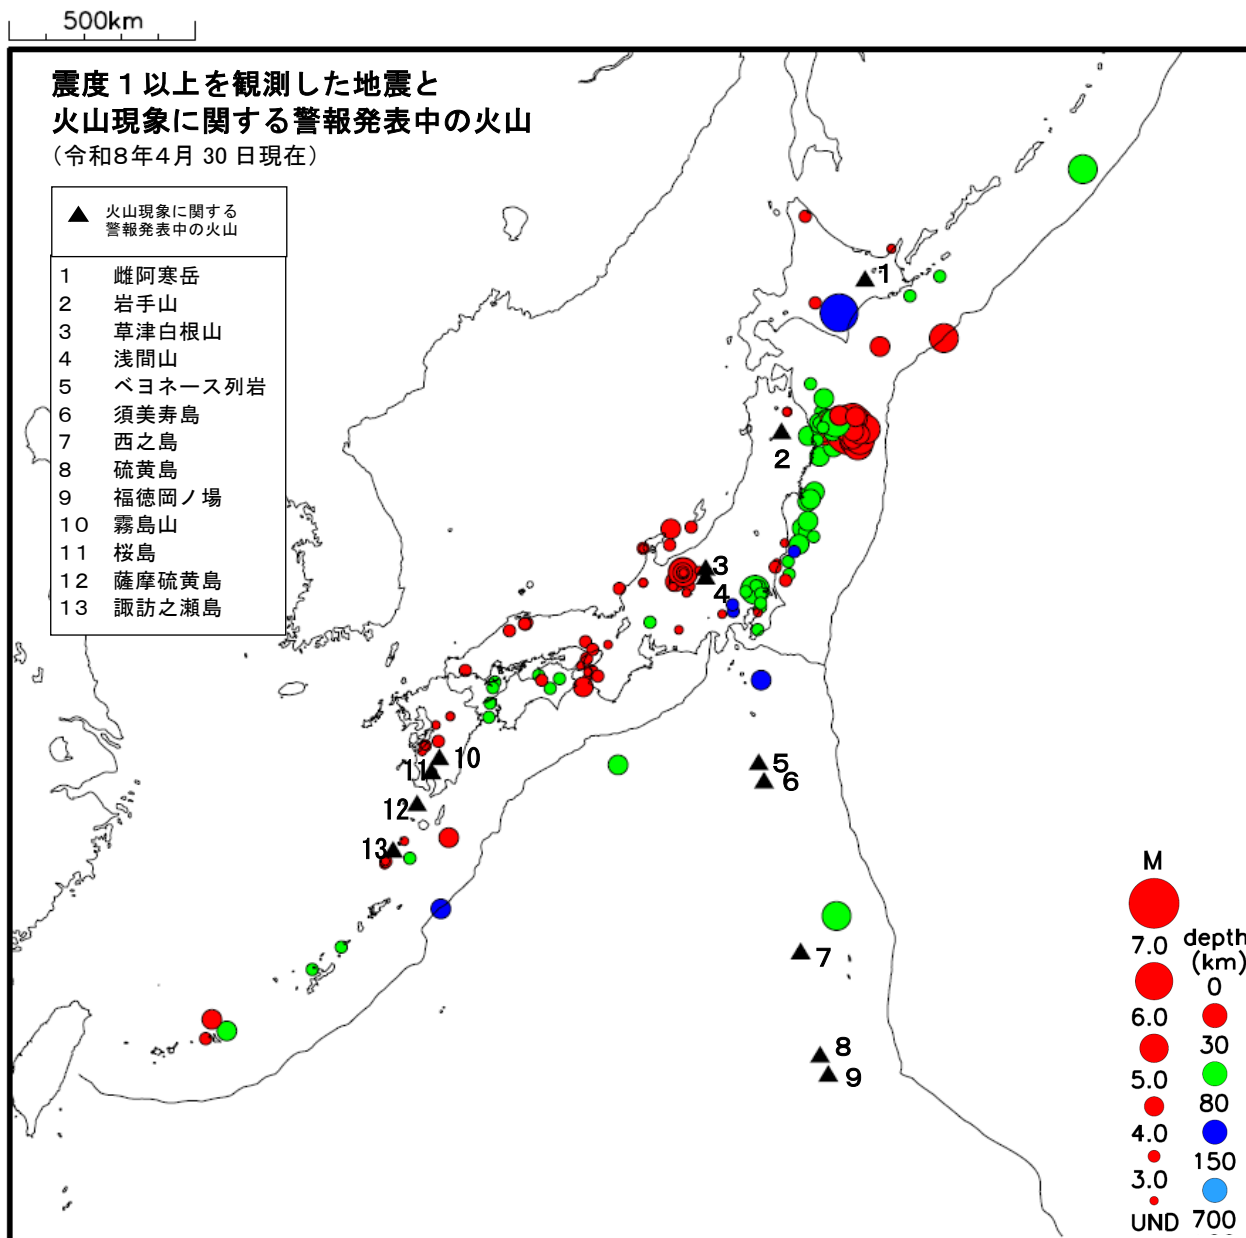 500km
震度１以上を観測した地震と
火山現象に関する警報発表中の火山
（令和８年４月 30 日現在）
▲ 火山現象に関する
警報発表中の火山
1 雌阿寒岳
2 岩手山
3 草津白根山
4 浅間山
5 ベヨネース列岩
6 須美寿島
7 西之島
8 硫黄島
9 福徳岡ノ場
10 霧島山
11 桜島
12 薩摩硫黄島
13 諏訪之瀬島
1
2
3
4
5
6
7
8
9
10
11
12
13
M
7.0
6.0
5.0
4.0
3.0
UND
depth
(km)
0
30
80
150
700